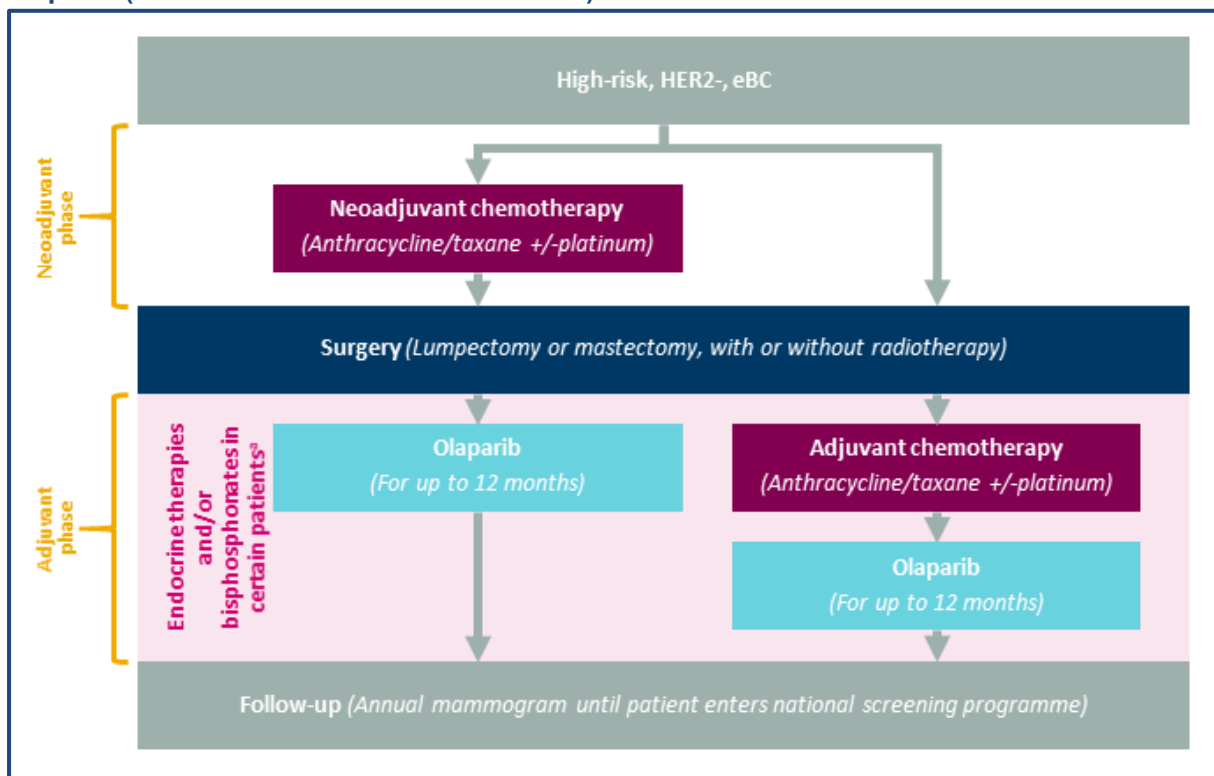 High-risk, HER2-, eBC
Neoadjuvant
phase
Neoadjuvant chemotherapy
(Anthracycline/taxane +/-platinum)
Surgery (Lumpectomy or mastectomy, with or without radiotherapy)
Adjuvant
phase
Endocrine therapies
and/or
bisphosphonates in
certain patientsᵃ
Olaparib
(For up to 12 months)
Adjuvant chemotherapy
(Anthracycline/taxane +/-platinum)
Olaparib
(For up to 12 months)
Follow-up (Annual mammogram until patient enters national screening programme)